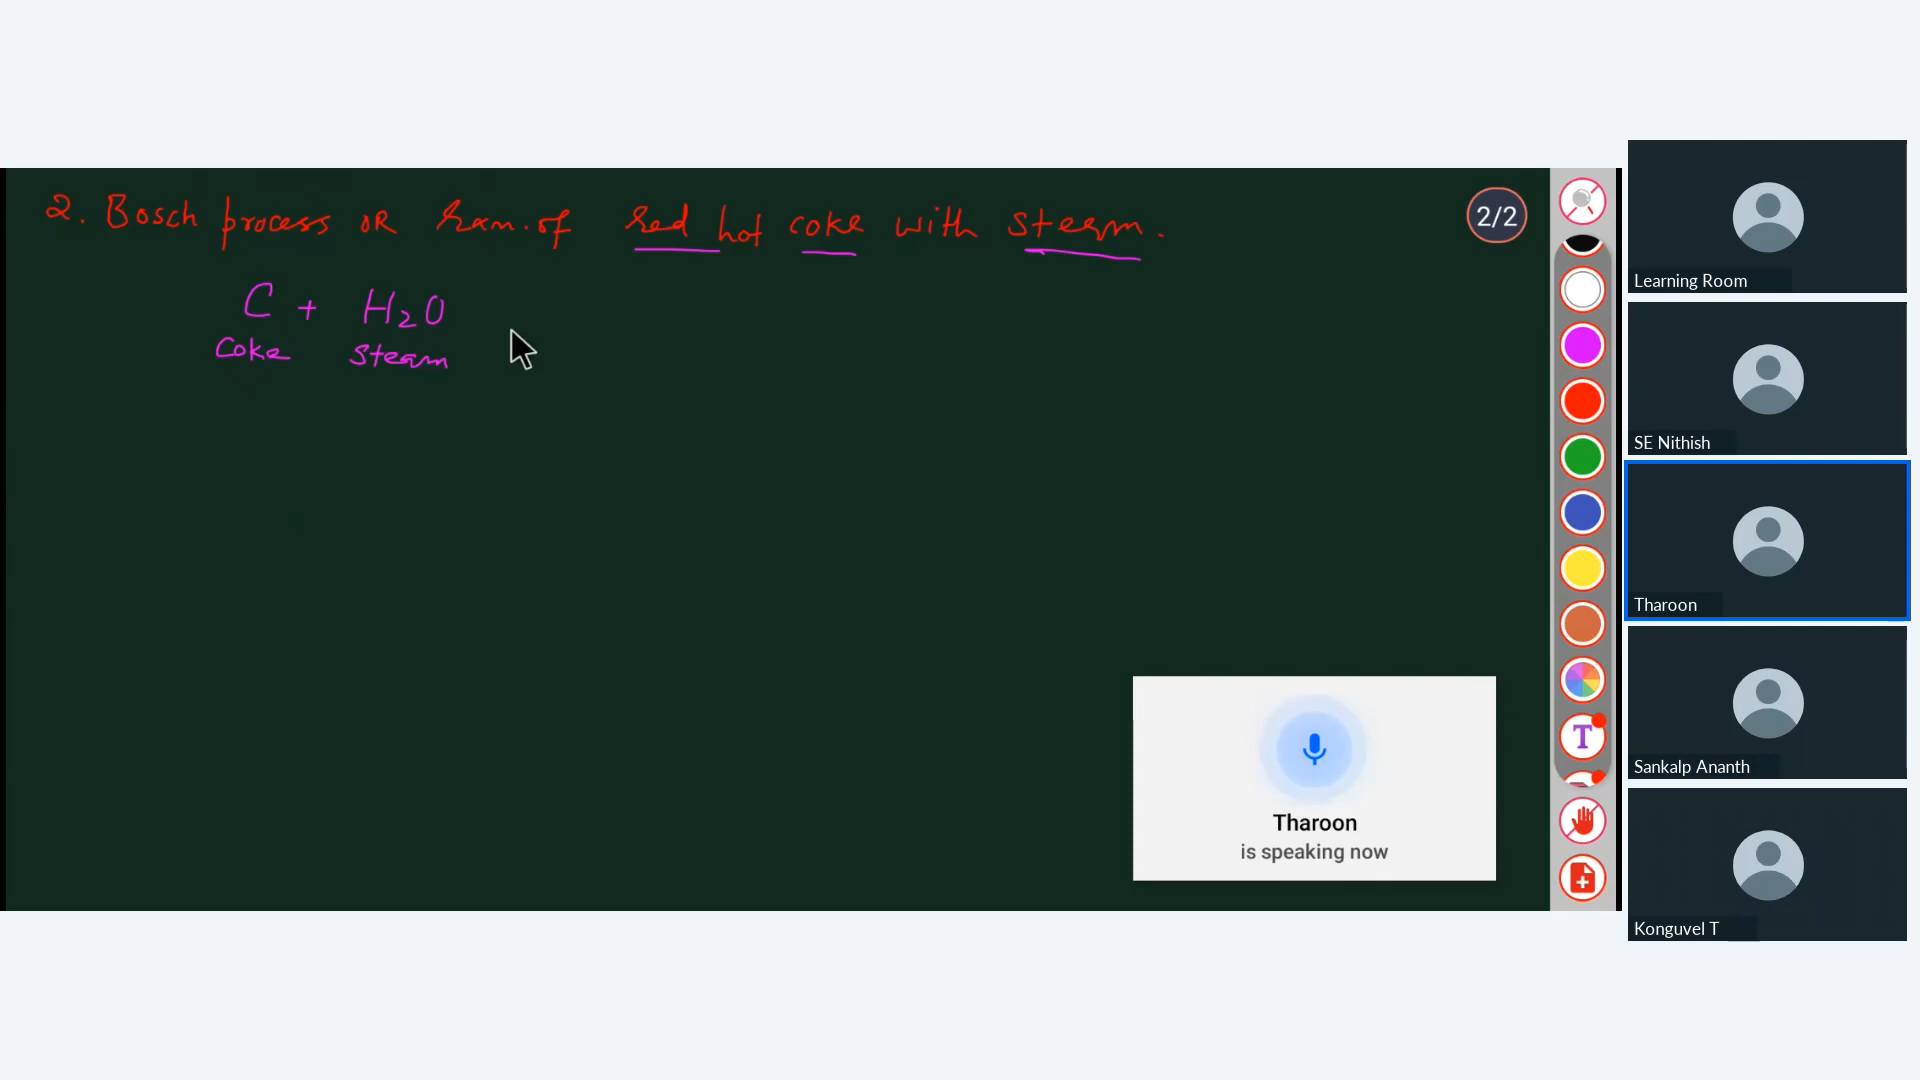 2. Bosch process OR Rxn. of red hot coke with steam.
2/2
C + H₂O
Coke Steam
T
Tharoon
is speaking now
Learning Room
SE Nithish
Tharoon
Sankalp Ananth
Konguvel T